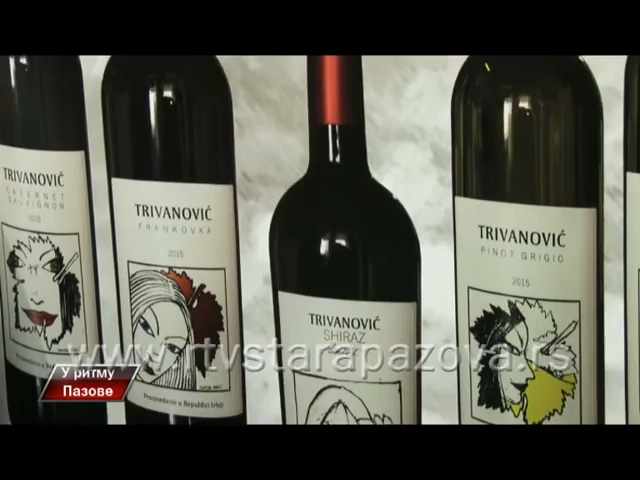 TRIVANOVIĆ
CABERNET
SAUVIGNON
2015
TRIVANOVIĆ
FRANKOVKA
2015
Proizvedeno u Republici Srbiji
TRIVANOVIĆ
SHIRAZ
TRIVANOVIĆ
PINOT GRIGIO
2015
www.rtvstarapazova.rs
У ритму
Пазове